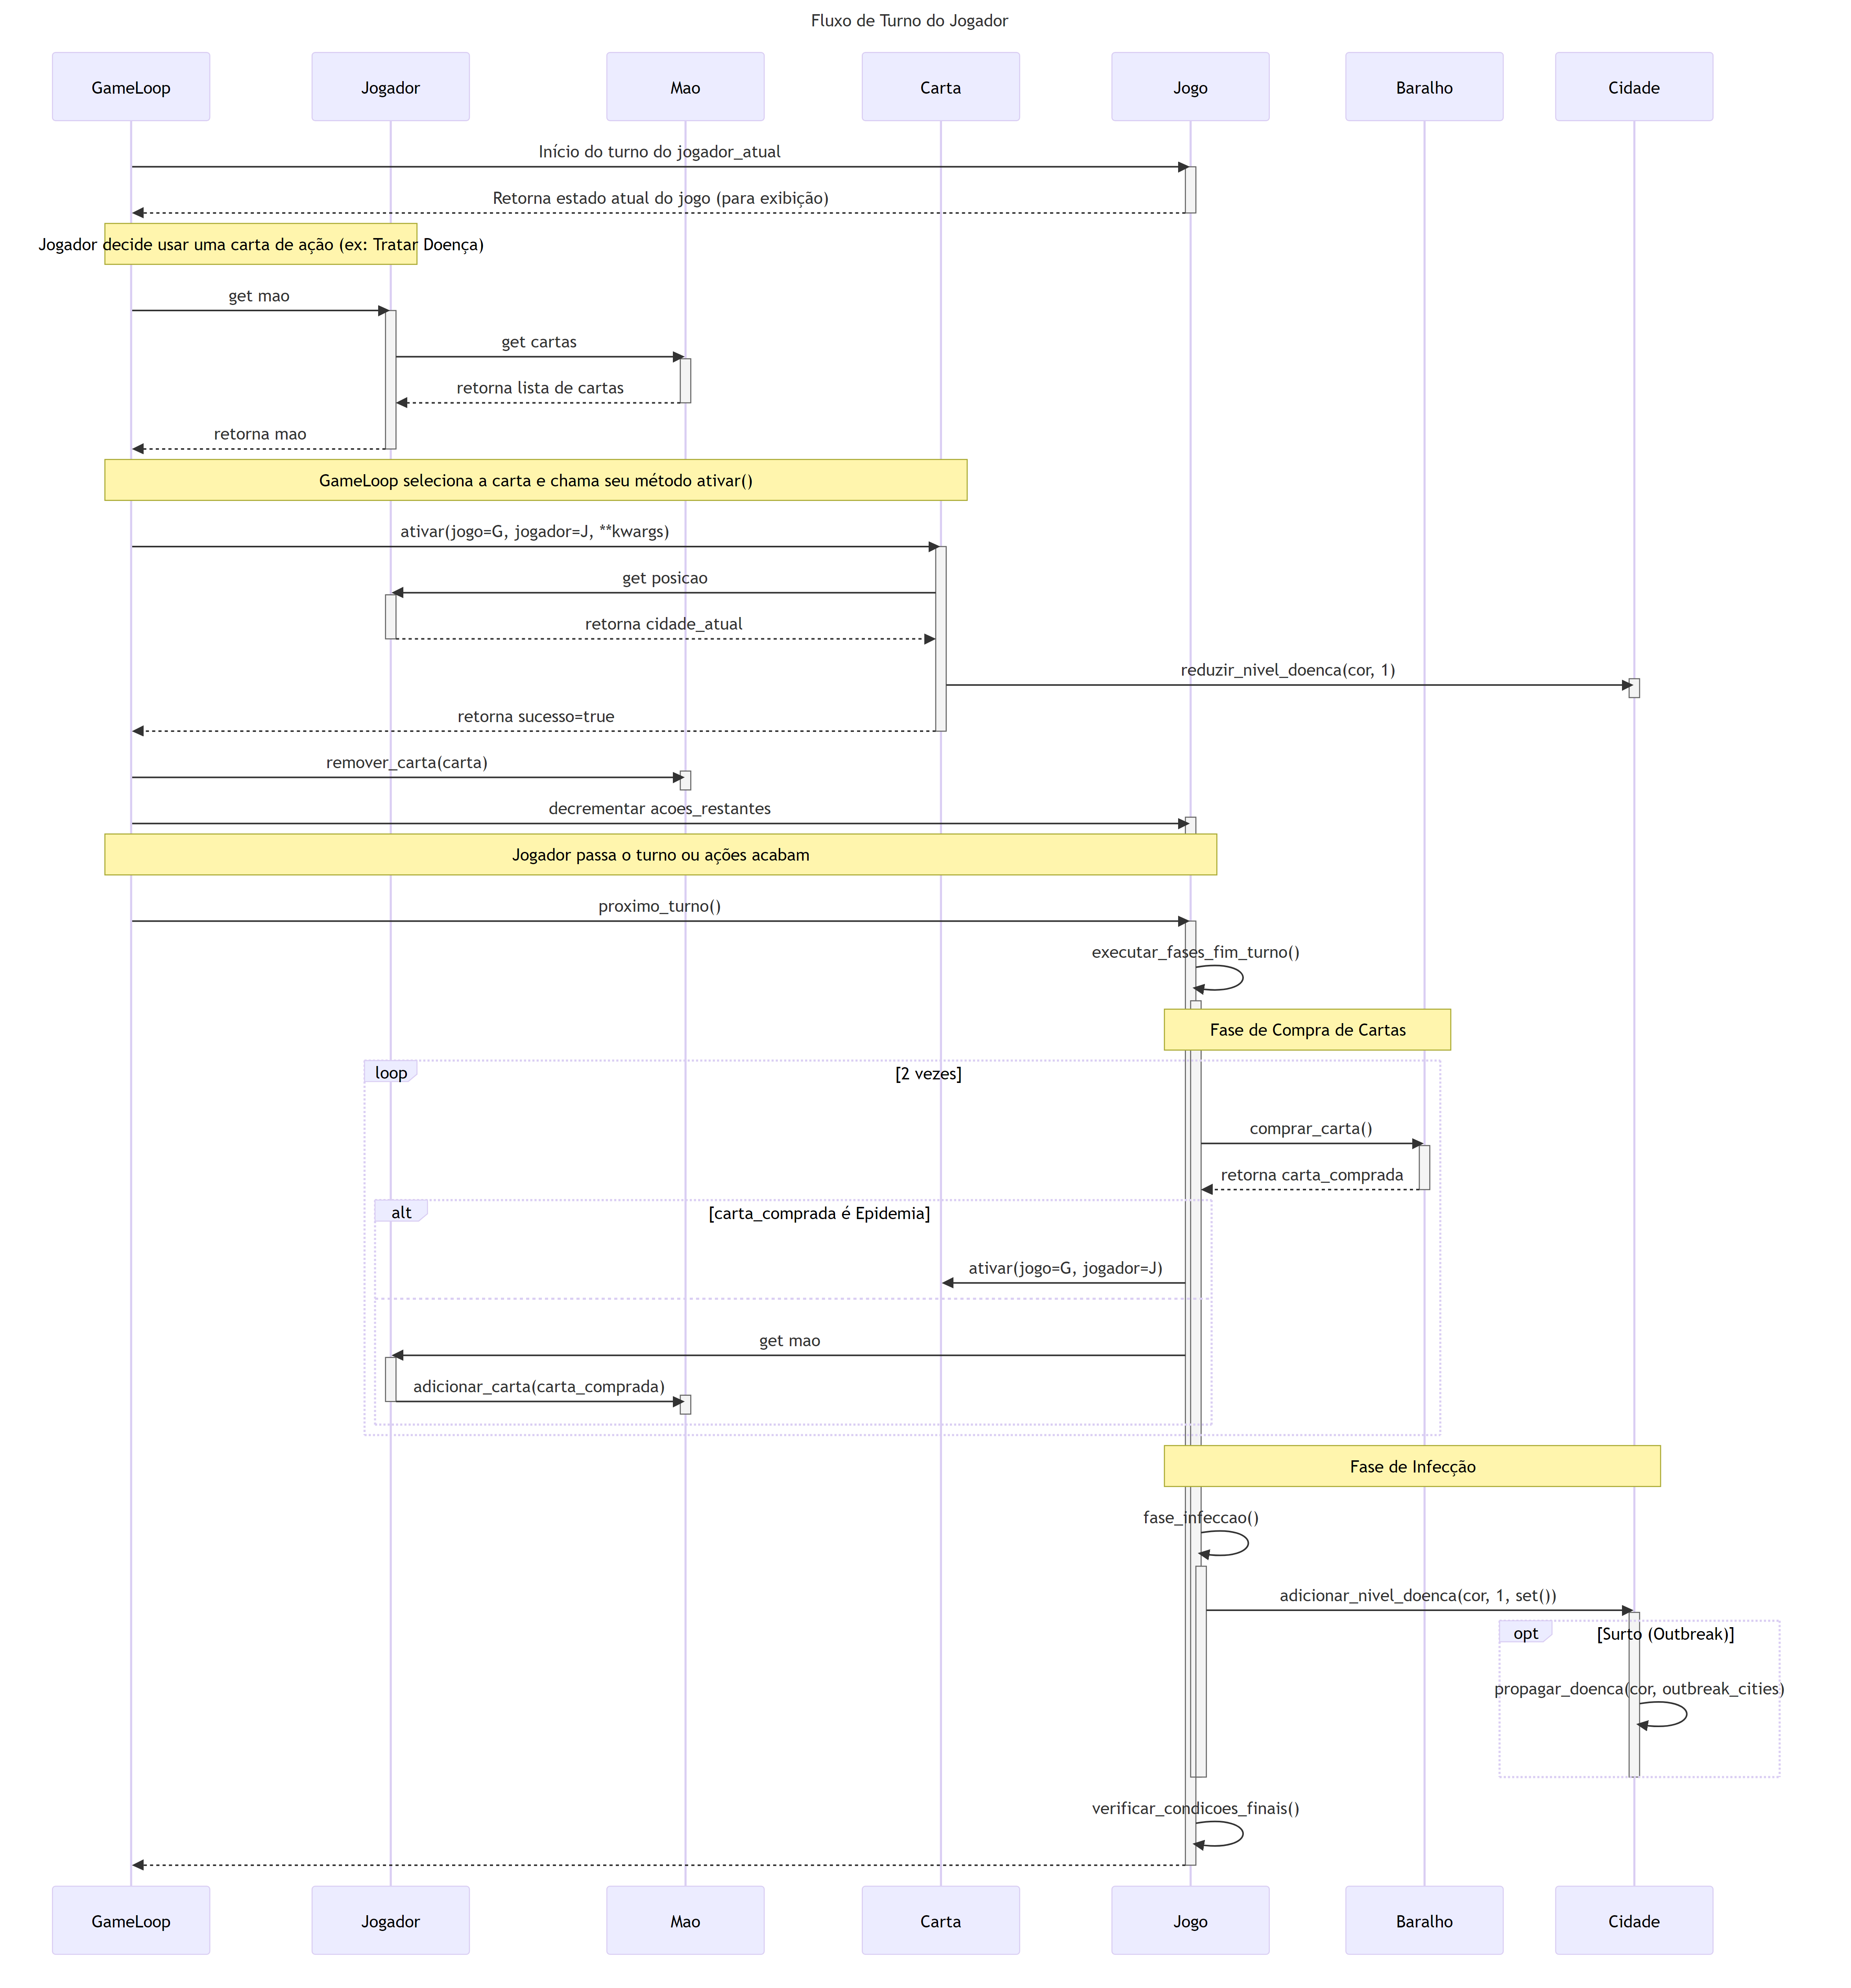 Fluxo de Turno do Jogador
GameLoop
Jogador
Mao
Carta
Jogo
Baralho
Cidade
Início do turno do jogador_atual
Retorna estado atual do jogo (para exibição)
Jogador decide usar uma carta de ação (ex: Tratar Doença)
get mao
get cartas
retorna lista de cartas
retorna mao
GameLoop seleciona a carta e chama seu método ativar()
ativar(jogo=G, jogador=J, **kwargs)
get posicao
retorna cidade_atual
reduzir_nivel_doenca(cor, 1)
retorna sucesso=true
remover_carta(carta)
decrementar acoes_restantes
Jogador passa o turno ou ações acabam
proximo_turno()
executar_fases_fim_turno()
Fase de Compra de Cartas
loop
[2 vezes]
comprar_carta()
retorna carta_comprada
alt
[carta_comprada é Epidemia]
ativar(jogo=G, jogador=J)
get mao
adicionar_carta(carta_comprada)
Fase de Infecção
fase_infeccao()
adicionar_nivel_doenca(cor, 1, set())
opt
[Surto (Outbreak)]
propagar_doenca(cor, outbreak_cities)
verificar_condicoes_finais()
GameLoop
Jogador
Mao
Carta
Jogo
Baralho
Cidade